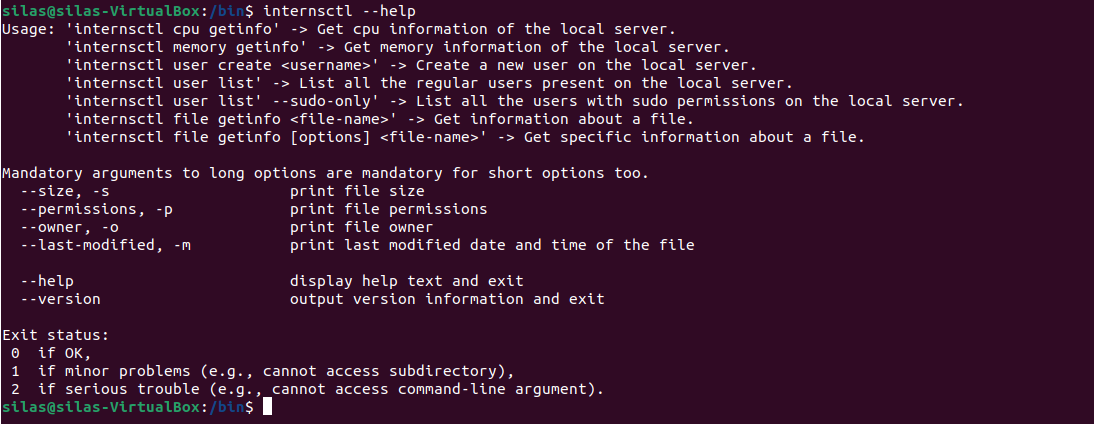 silas@silas-VirtualBox:/bin$ internsctl --help
Usage: 'internsctl cpu getinfo' -> Get cpu information of the local server.
       'internsctl memory getinfo' -> Get memory information of the local server.
       'internsctl user create <username>' -> Create a new user on the local server.
       'internsctl user list' -> List all the regular users present on the local server.
       'internsctl user list' --sudo-only' -> List all the users with sudo permissions on the local server.
       'internsctl file getinfo <file-name>' -> Get information about a file.
       'internsctl file getinfo [options] <file-name>' -> Get specific information about a file.

Mandatory arguments to long options are mandatory for short options too.
  --size, -s                    print file size
  --permissions, -p             print file permissions
  --owner, -o                   print file owner
  --last-modified, -m           print last modified date and time of the file

  --help                        display help text and exit
  --version                     output version information and exit

Exit status:
 0  if OK,
 1  if minor problems (e.g., cannot access subdirectory),
 2  if serious trouble (e.g., cannot access command-line argument).
silas@silas-VirtualBox:/bin$